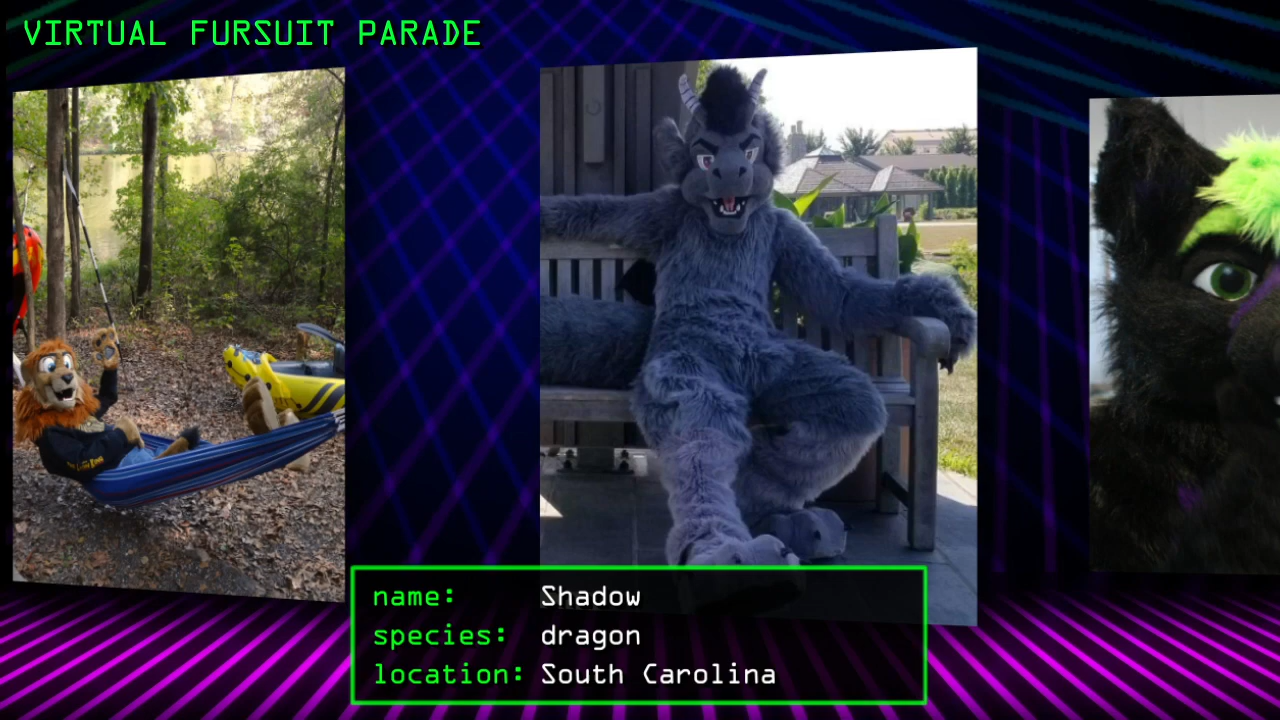 VIRTUAL FURSUIT PARADE
name: Shadow
species: dragon
location: South Carolina